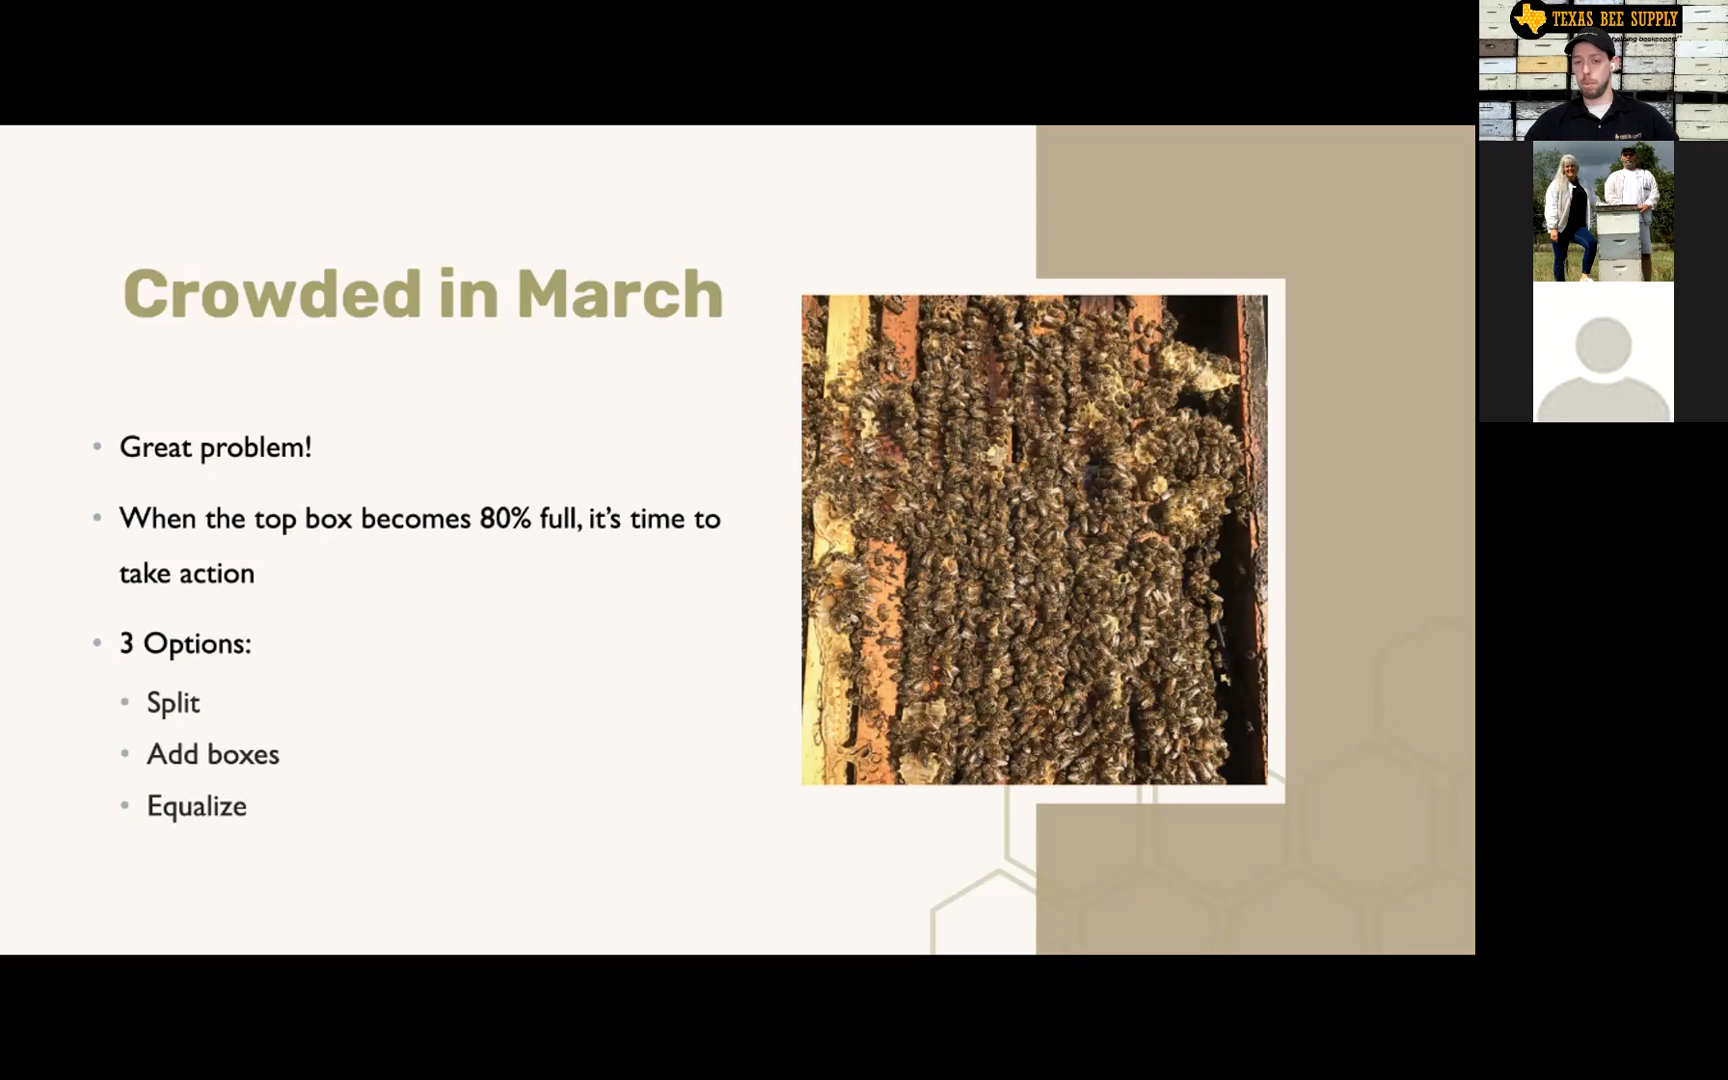 TEXAS BEE SUPPLY
Crowded in March
Great problem!
When the top box becomes 80% full, it's time to
take action
3 Options:
Split
Add boxes
Equalize